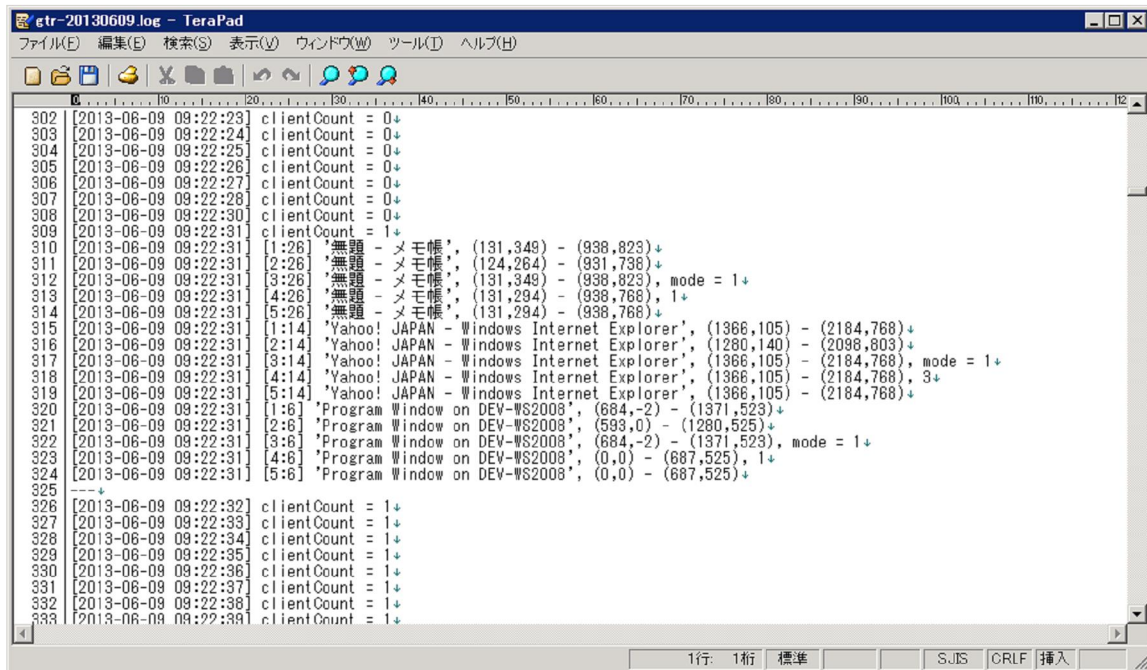 gtr-20130609.log - TeraPad
ファイル(F) 編集(E) 検索(S) 表示(V) ウィンドウ(W) ツール(T) ヘルプ(H)
0 10 20 30 40 50 60 70 80 90 100 110 12
302 [2013-06-09 09:22:23] clientCount = 0↓
303 [2013-06-09 09:22:24] clientCount = 0↓
304 [2013-06-09 09:22:25] clientCount = 0↓
305 [2013-06-09 09:22:26] clientCount = 0↓
306 [2013-06-09 09:22:27] clientCount = 0↓
307 [2013-06-09 09:22:28] clientCount = 0↓
308 [2013-06-09 09:22:30] clientCount = 0↓
309 [2013-06-09 09:22:31] clientCount = 1↓
310 [2013-06-09 09:22:31] [1:26] '無題 - メモ帳', (131,349) - (938,823)↓
311 [2013-06-09 09:22:31] [2:26] '無題 - メモ帳', (124,264) - (931,738)↓
312 [2013-06-09 09:22:31] [3:26] '無題 - メモ帳', (131,349) - (938,823), mode = 1↓
313 [2013-06-09 09:22:31] [4:26] '無題 - メモ帳', (131,294) - (938,768), 1↓
314 [2013-06-09 09:22:31] [5:26] '無題 - メモ帳', (131,294) - (938,768)↓
315 [2013-06-09 09:22:31] [1:14] 'Yahoo! JAPAN - Windows Internet Explorer', (1366,105) - (2184,768)↓
316 [2013-06-09 09:22:31] [2:14] 'Yahoo! JAPAN - Windows Internet Explorer', (1280,140) - (2098,803)↓
317 [2013-06-09 09:22:31] [3:14] 'Yahoo! JAPAN - Windows Internet Explorer', (1366,105) - (2184,768), mode = 1↓
318 [2013-06-09 09:22:31] [4:14] 'Yahoo! JAPAN - Windows Internet Explorer', (1366,105) - (2184,768), 3↓
319 [2013-06-09 09:22:31] [5:14] 'Yahoo! JAPAN - Windows Internet Explorer', (1366,105) - (2184,768)↓
320 [2013-06-09 09:22:31] [1:6] 'Program Window on DEV-WS2008', (684,-2) - (1371,523)↓
321 [2013-06-09 09:22:31] [2:6] 'Program Window on DEV-WS2008', (593,0) - (1280,525)↓
322 [2013-06-09 09:22:31] [3:6] 'Program Window on DEV-WS2008', (684,-2) - (1371,523), mode = 1↓
323 [2013-06-09 09:22:31] [4:6] 'Program Window on DEV-WS2008', (0,0) - (687,525), 1↓
324 [2013-06-09 09:22:31] [5:6] 'Program Window on DEV-WS2008', (0,0) - (687,525)↓
325 ---↓
326 [2013-06-09 09:22:32] clientCount = 1↓
327 [2013-06-09 09:22:33] clientCount = 1↓
328 [2013-06-09 09:22:34] clientCount = 1↓
329 [2013-06-09 09:22:35] clientCount = 1↓
330 [2013-06-09 09:22:36] clientCount = 1↓
331 [2013-06-09 09:22:37] clientCount = 1↓
332 [2013-06-09 09:22:38] clientCount = 1↓
333 [2013-06-09 09:22:39] clientCount = 1↓
1行: 1桁 標準 SJIS CRLF 挿入